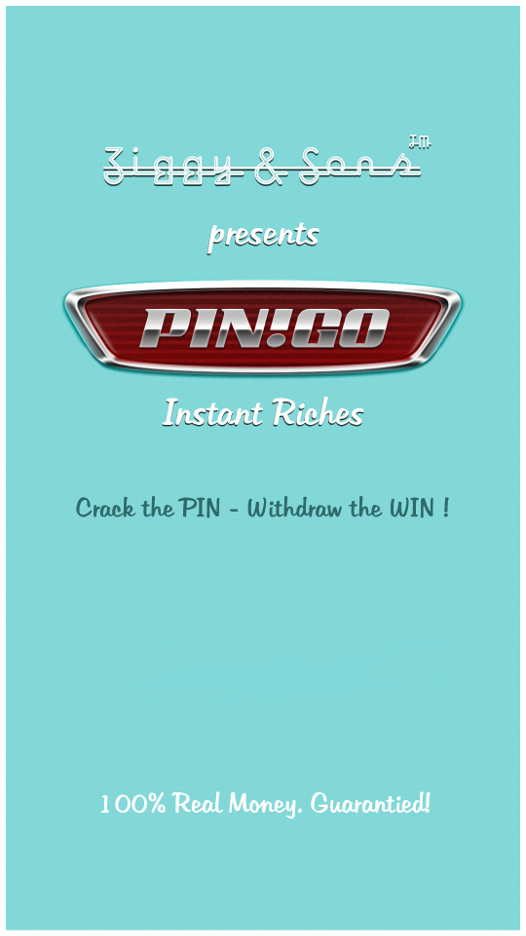 Ziggy & Sons TM
presents
PIN!GO
Instant Riches
Crack the PIN - Withdraw the WIN !
100% Real Money. Guarantied!